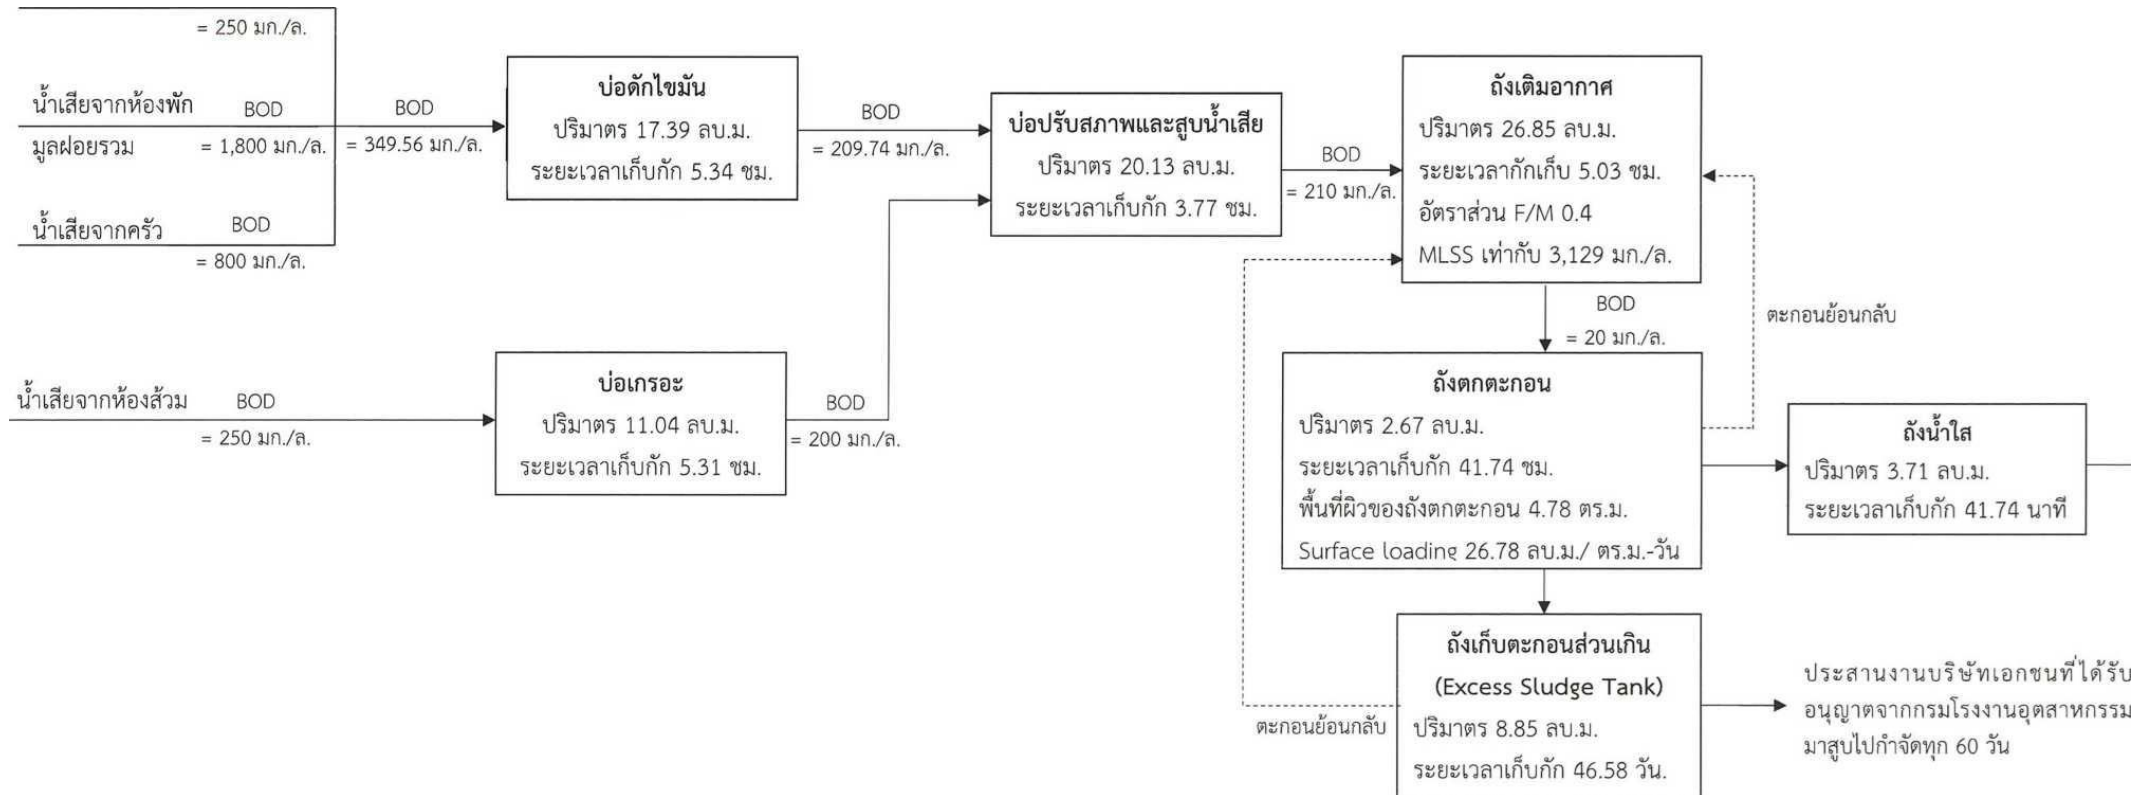 = 250 มก./ล.
น้ำเสียจากห้องพัก
มูลฝอยรวม
BOD
= 1,800 มก./ล.
BOD
= 349.56 มก./ล.
น้ำเสียจากครัว
BOD
= 800 มก./ล.
บ่อดักไขมัน
ปริมาตร 17.39 ลบ.ม.
ระยะเวลาเก็บกัก 5.34 ชม.
BOD
= 209.74 มก./ล.
น้ำเสียจากห้องส้วม
BOD
= 250 มก./ล.
บ่อเกรอะ
ปริมาตร 11.04 ลบ.ม.
ระยะเวลาเก็บกัก 5.31 ชม.
BOD
= 200 มก./ล.
บ่อปรับสภาพและสูบน้ำเสีย
ปริมาตร 20.13 ลบ.ม.
ระยะเวลาเก็บกัก 3.77 ชม.
BOD
= 210 มก./ล.
ถังเติมอากาศ
ปริมาตร 26.85 ลบ.ม.
ระยะเวลากักเก็บ 5.03 ชม.
อัตราส่วน F/M 0.4
MLSS เท่ากับ 3,129 มก./ล.
BOD
= 20 มก./ล.
ตะกอนย้อนกลับ
ถังตกตะกอน
ปริมาตร 2.67 ลบ.ม.
ระยะเวลาเก็บกัก 41.74 ชม.
พื้นที่ผิวของถังตกตะกอน 4.78 ตร.ม.
Surface loading 26.78 ลบ.ม./ ตร.ม.-วัน
ถังน้ำใส
ปริมาตร 3.71 ลบ.ม.
ระยะเวลาเก็บกัก 41.74 นาที
ตะกอนย้อนกลับ
ถังเก็บตะกอนส่วนเกิน
(Excess Sludge Tank)
ปริมาตร 8.85 ลบ.ม.
ระยะเวลาเก็บกัก 46.58 วัน.
ประสานงานบริษัทเอกชนที่ได้รับ
อนุญาตจากกรมโรงงานอุตสาหกรรม
มาสูบไปกำจัดทุก 60 วัน